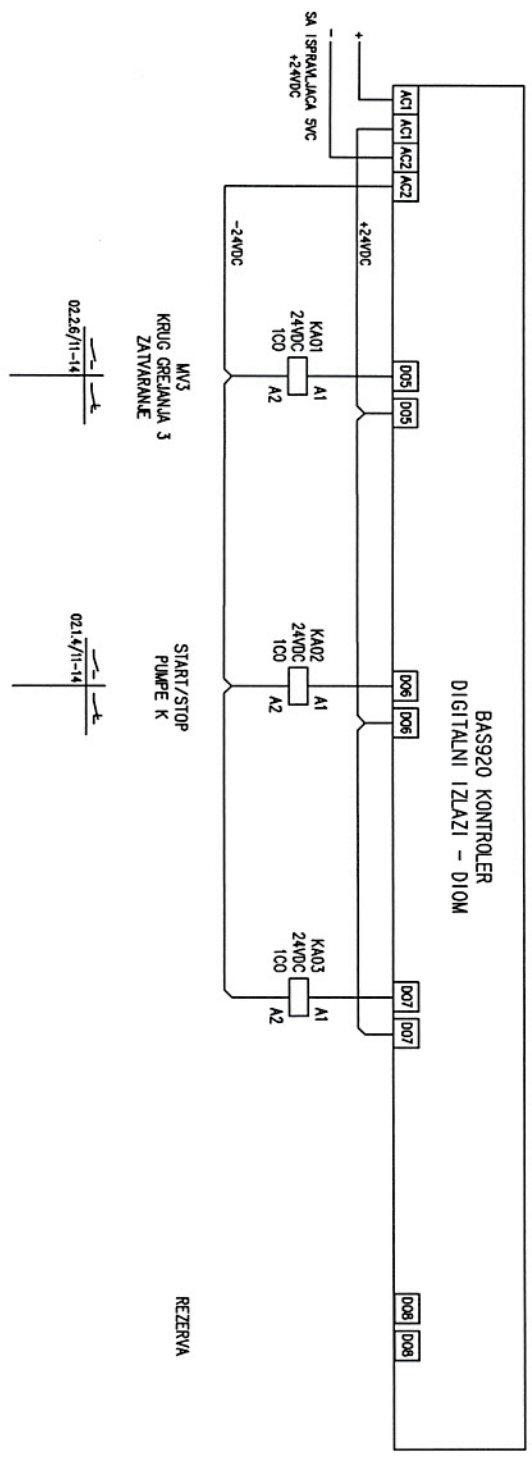 BAS920 KONTROLER
DIGITALNI IZLAZI - DIOM
AC1 AC1 AC2 AC2
DO5 DO5
DO6 DO6
DO7 DO7
DO8 DO8
+
-
SA ISPRAVLJACA 5VC
+24VDC
+24VDC
-24VDC
KA01
24VDC
1CO
A1
A2
KA02
24VDC
1CO
A1
A2
KA03
24VDC
1CO
A1
A2
MV3
KRUG GREJANJA 3
ZATVARANJE
START/STOP
PUMPE K
REZERVA
02.2.6/11-14
02.1.4/11-14